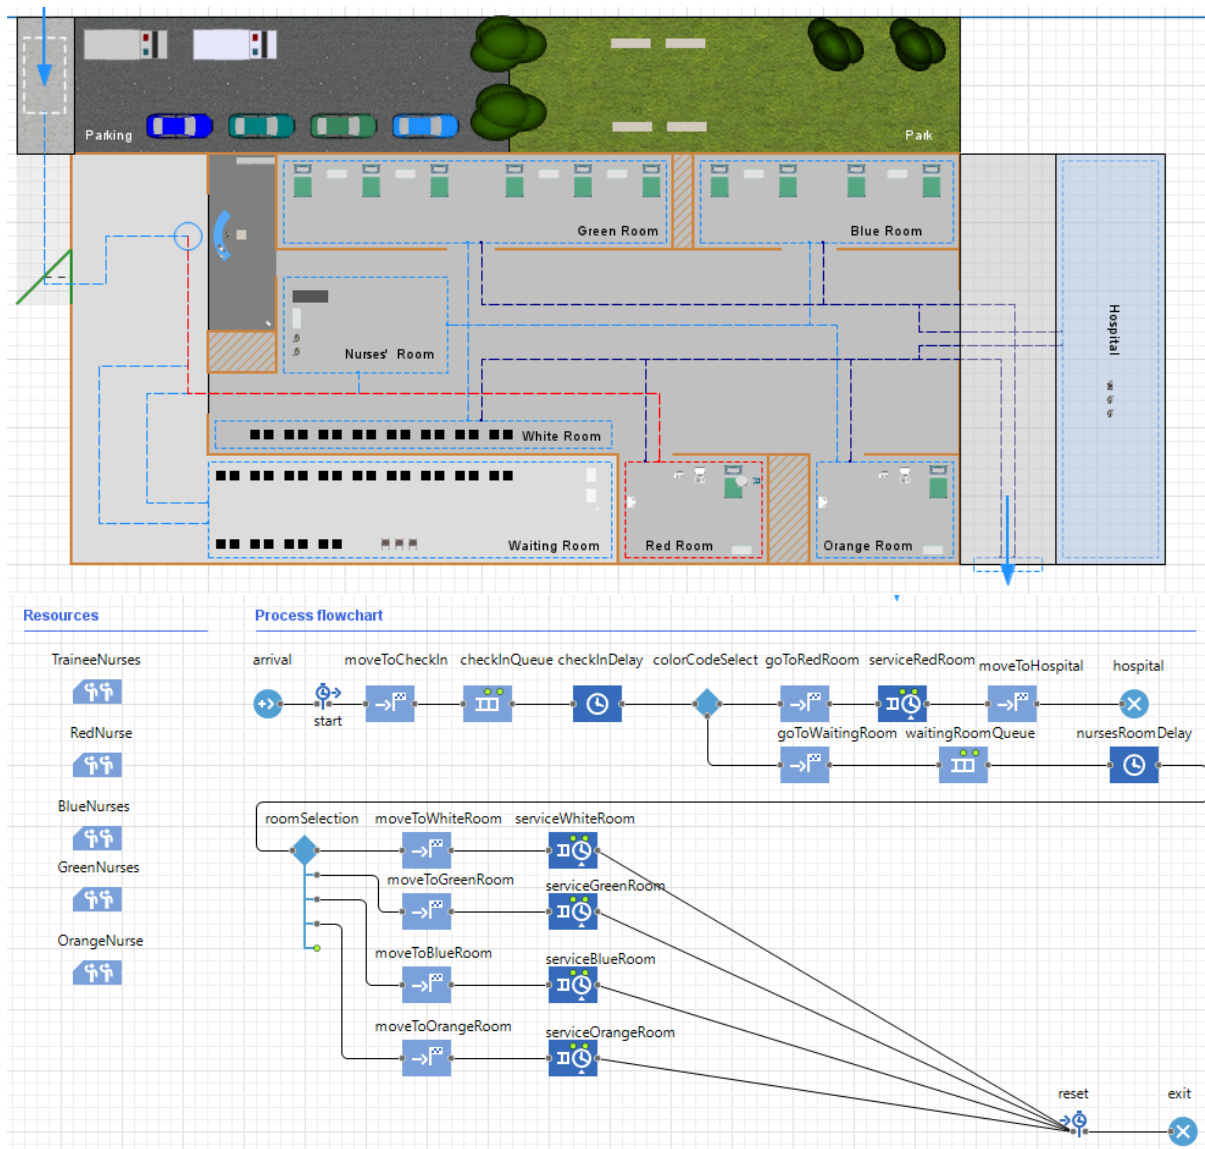 Parking
Park
Green Room
Blue Room
Hospital
Nurses' Room
White Room
Waiting Room
Red Room
Orange Room
Resources
Process flowchart
TraineeNurses
arrival
moveToCheckIn
checkInQueue
checkInDelay
colorCodeSelect
goToRedRoom
serviceRedRoom
moveToHospital
hospital
start
RedNurse
goToWaitingRoom
waitingRoomQueue
nursesRoomDelay
BlueNurses
roomSelection
moveToWhiteRoom
serviceWhiteRoom
GreenNurses
moveToGreenRoom
serviceGreenRoom
OrangeNurse
moveToBlueRoom
serviceBlueRoom
moveToOrangeRoom
serviceOrangeRoom
reset
exit